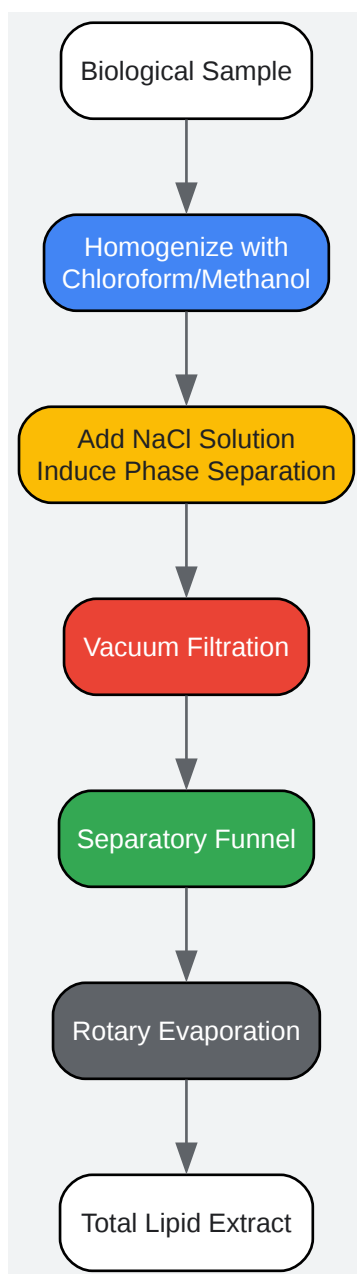 Biological Sample
Homogenize with
Chloroform/Methanol
Add NaCl Solution
Induce Phase Separation
Vacuum Filtration
Separatory Funnel
Rotary Evaporation
Total Lipid Extract